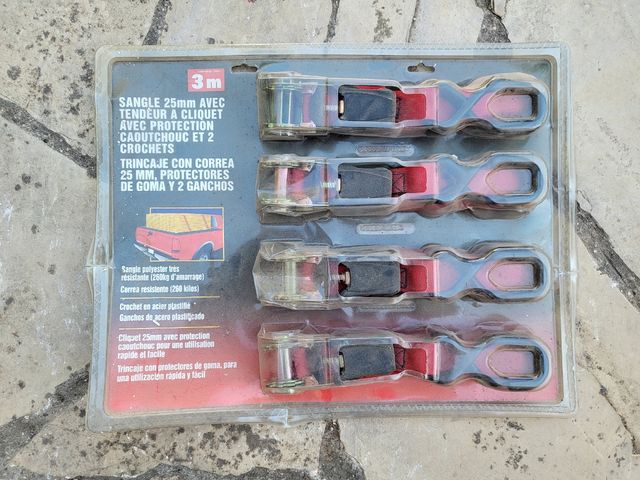 3 m
SANGLE 25mm AVEC
TENDEUR A CLIQUET
AVEC PROTECTION
CAOUTCHOUC ET 2
CROCHETS
TRINCAJE CON CORREA
25 MM, PROTECTORES
DE GOMA Y 2 GANCHOS
Sangle polyester très
résistante (260kg d'amarrage)
Correa resistente (260 kilos)
Crochet en acier plastifié
Ganchos de acero plastificado
Cliquet 25mm avec protection
caoutchouc pour une utilisation
rapide et facile
Trincaje con protectores de goma, para
una utilización rápida y fácil